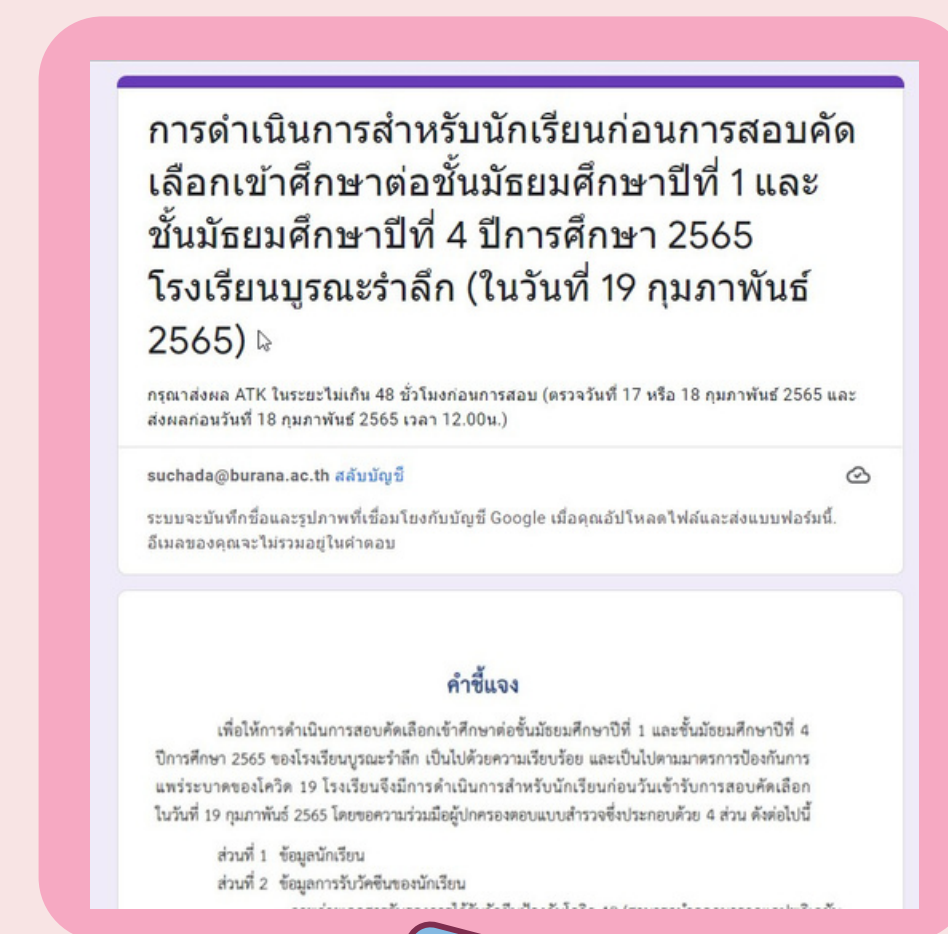 การดำเนินการสำหรับนักเรียนก่อนการสอบคัด
เลือกเข้าศึกษาต่อชั้นมัธยมศึกษาปีที่ 1 และ
ชั้นมัธยมศึกษาปีที่ 4 ปีการศึกษา 2565
โรงเรียนบูรณะรำลึก (ในวันที่ 19 กุมภาพันธ์
2565)
กรุณาส่งผล ATK ในระยะไม่เกิน 48 ชั่วโมงก่อนการสอบ (ตรวจวันที่ 17 หรือ 18 กุมภาพันธ์ 2565 และ
ส่งผลก่อนวันที่ 18 กุมภาพันธ์ 2565 เวลา 12.00น.)
suchada@burana.ac.th สลับบัญชี
ระบบจะบันทึกชื่อและรูปภาพที่เชื่อมโยงกับบัญชี Google เมื่อคุณอัปโหลดไฟล์และส่งแบบฟอร์มนี้.
อีเมลของคุณจะไม่รวมอยู่ในคำตอบ
คำชี้แจง
เพื่อให้การดำเนินการสอบคัดเลือกเข้าศึกษาต่อชั้นมัธยมศึกษาปีที่ 1 และชั้นมัธยมศึกษาปีที่ 4
ปีการศึกษา 2565 ของโรงเรียนบูรณะรำลึก เป็นไปด้วยความเรียบร้อย และเป็นไปตามมาตรการป้องกันการ
แพร่ระบาดของโควิด 19 โรงเรียนจึงมีการดำเนินการสำหรับนักเรียนก่อนวันเข้ารับการสอบคัดเลือก
ในวันที่ 19 กุมภาพันธ์ 2565 โดยขอความร่วมมือผู้ปกครองตอบแบบสำรวจซึ่งประกอบด้วย 4 ส่วน ดังต่อไปนี้
ส่วนที่ 1 ข้อมูลนักเรียน
ส่วนที่ 2 ข้อมูลการรับวัคซีนของนักเรียน